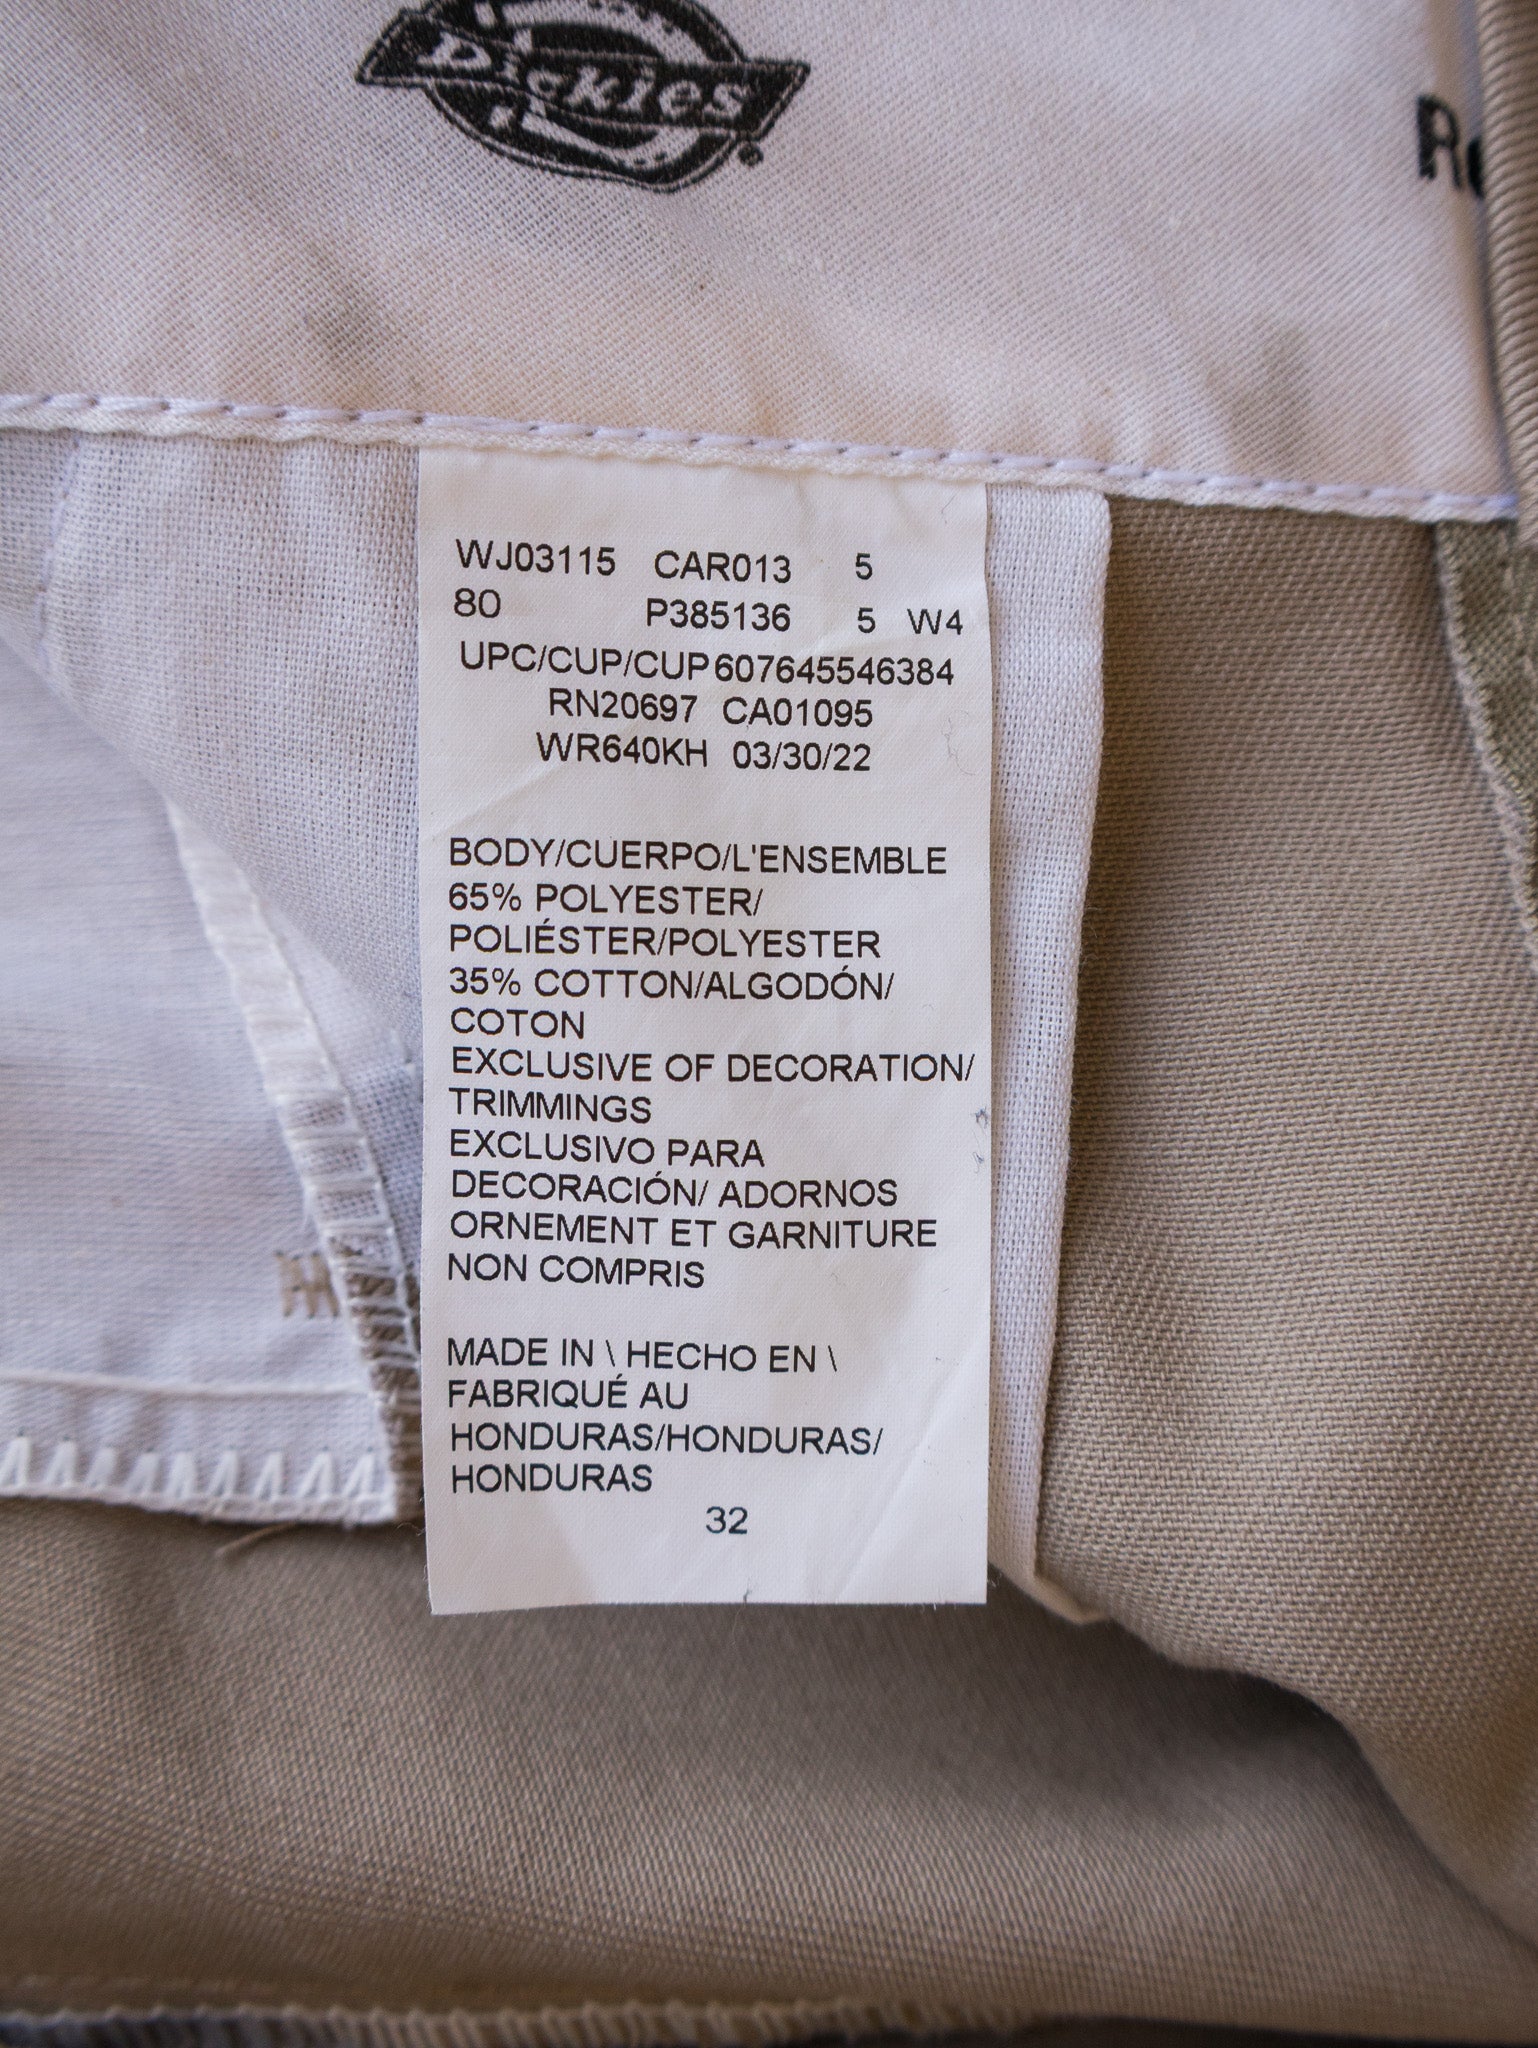 Dickies
®
WJ03115 CAR013 5
80 P385136 5 W4
UPC/CUP/CUP607645546384
RN20697 CA01095
WR640KH 03/30/22
BODY/CUERPO/L'ENSEMBLE
65% POLYESTER/
POLIÉSTER/POLYESTER
35% COTTON/ALGODÓN/
COTON
EXCLUSIVE OF DECORATION/
TRIMMINGS
EXCLUSIVO PARA
DECORACIÓN/ ADORNOS
ORNEMENT ET GARNITURE
NON COMPRIS
MADE IN \ HECHO EN \
FABRIQUÉ AU
HONDURAS/HONDURAS/
HONDURAS
32